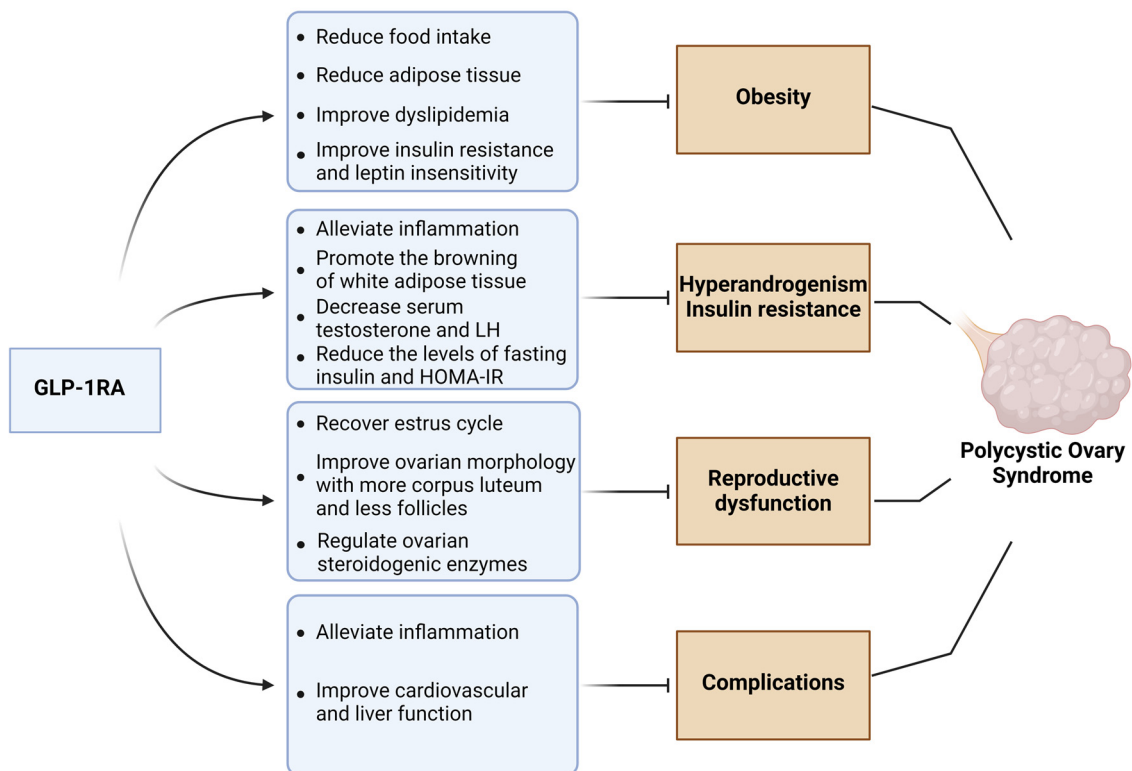 GLP-1RA
• Reduce food intake
• Reduce adipose tissue
• Improve dyslipidemia
• Improve insulin resistance
and leptin insensitivity
Obesity
• Alleviate inflammation
• Promote the browning
of white adipose tissue
• Decrease serum
testosterone and LH
• Reduce the levels of fasting
insulin and HOMA-IR
Hyperandrogenism
Insulin resistance
• Recover estrus cycle
• Improve ovarian morphology
with more corpus luteum
and less follicles
• Regulate ovarian
steroidogenic enzymes
Reproductive
dysfunction
• Alleviate inflammation
• Improve cardiovascular
and liver function
Complications
Polycystic Ovary
Syndrome